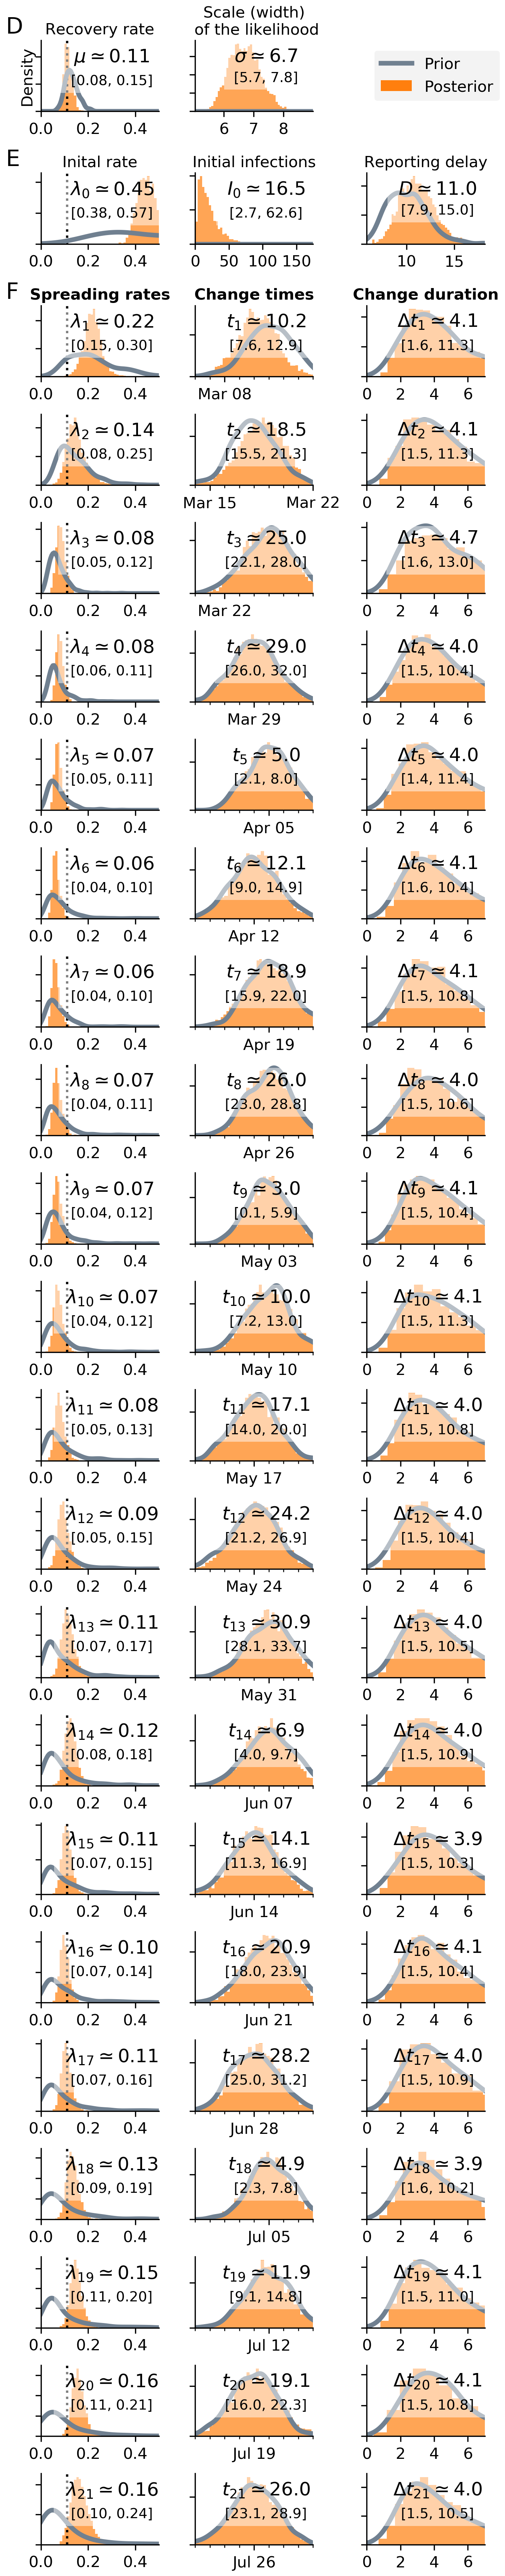 D
Recovery rate
Scale (width)
of the likelihood
Density
μ ≃ 0.11
[0.08, 0.15]
σ ≃ 6.7
[5.7, 7.8]
Prior
Posterior
0.0 0.2 0.4
6 7 8
E
Inital rate
Initial infections
Reporting delay
λ0 ≃ 0.45
[0.38, 0.57]
I0 ≃ 16.5
[2.7, 62.6]
D ≃ 11.0
[7.9, 15.0]
0.0 0.2 0.4
0 50 100 150
10 15
F
Spreading rates
Change times
Change duration
λ1 ≃ 0.22
[0.15, 0.30]
t1 ≃ 10.2
[7.6, 12.9]
Δt1 ≃ 4.1
[1.6, 11.3]
0.0 0.2 0.4
Mar 08
0 2 4 6
λ2 ≃ 0.14
[0.08, 0.25]
t2 ≃ 18.5
[15.5, 21.3]
Δt2 ≃ 4.1
[1.5, 11.3]
0.0 0.2 0.4
Mar 15 Mar 22
0 2 4 6
λ3 ≃ 0.08
[0.05, 0.12]
t3 ≃ 25.0
[22.1, 28.0]
Δt3 ≃ 4.7
[1.6, 13.0]
0.0 0.2 0.4
Mar 22
0 2 4 6
λ4 ≃ 0.08
[0.06, 0.11]
t4 ≃ 29.0
[26.0, 32.0]
Δt4 ≃ 4.0
[1.5, 10.4]
0.0 0.2 0.4
Mar 29
0 2 4 6
λ5 ≃ 0.07
[0.05, 0.11]
t5 ≃ 5.0
[2.1, 8.0]
Δt5 ≃ 4.0
[1.4, 11.4]
0.0 0.2 0.4
Apr 05
0 2 4 6
λ6 ≃ 0.06
[0.04, 0.10]
t6 ≃ 12.1
[9.0, 14.9]
Δt6 ≃ 4.1
[1.6, 10.4]
0.0 0.2 0.4
Apr 12
0 2 4 6
λ7 ≃ 0.06
[0.04, 0.10]
t7 ≃ 18.9
[15.9, 22.0]
Δt7 ≃ 4.1
[1.5, 10.8]
0.0 0.2 0.4
Apr 19
0 2 4 6
λ8 ≃ 0.07
[0.04, 0.11]
t8 ≃ 26.0
[23.0, 28.8]
Δt8 ≃ 4.0
[1.5, 10.6]
0.0 0.2 0.4
Apr 26
0 2 4 6
λ9 ≃ 0.07
[0.04, 0.12]
t9 ≃ 3.0
[0.1, 5.9]
Δt9 ≃ 4.1
[1.5, 10.4]
0.0 0.2 0.4
May 03
0 2 4 6
λ10 ≃ 0.07
[0.04, 0.12]
t10 ≃ 10.0
[7.2, 13.0]
Δt10 ≃ 4.1
[1.5, 11.3]
0.0 0.2 0.4
May 10
0 2 4 6
λ11 ≃ 0.08
[0.05, 0.13]
t11 ≃ 17.1
[14.0, 20.0]
Δt11 ≃ 4.0
[1.5, 10.8]
0.0 0.2 0.4
May 17
0 2 4 6
λ12 ≃ 0.09
[0.05, 0.15]
t12 ≃ 24.2
[21.2, 26.9]
Δt12 ≃ 4.0
[1.5, 10.4]
0.0 0.2 0.4
May 24
0 2 4 6
λ13 ≃ 0.11
[0.07, 0.17]
t13 ≃ 30.9
[28.1, 33.7]
Δt13 ≃ 4.0
[1.5, 10.5]
0.0 0.2 0.4
May 31
0 2 4 6
λ14 ≃ 0.12
[0.08, 0.18]
t14 ≃ 6.9
[4.0, 9.7]
Δt14 ≃ 4.0
[1.5, 10.9]
0.0 0.2 0.4
Jun 07
0 2 4 6
λ15 ≃ 0.11
[0.07, 0.15]
t15 ≃ 14.1
[11.3, 16.9]
Δt15 ≃ 3.9
[1.5, 10.3]
0.0 0.2 0.4
Jun 14
0 2 4 6
λ16 ≃ 0.10
[0.07, 0.14]
t16 ≃ 20.9
[18.0, 23.9]
Δt16 ≃ 4.1
[1.5, 10.4]
0.0 0.2 0.4
Jun 21
0 2 4 6
λ17 ≃ 0.11
[0.07, 0.16]
t17 ≃ 28.2
[25.0, 31.2]
Δt17 ≃ 4.0
[1.5, 10.9]
0.0 0.2 0.4
Jun 28
0 2 4 6
λ18 ≃ 0.13
[0.09, 0.19]
t18 ≃ 4.9
[2.3, 7.8]
Δt18 ≃ 3.9
[1.6, 10.2]
0.0 0.2 0.4
Jul 05
0 2 4 6
λ19 ≃ 0.15
[0.11, 0.20]
t19 ≃ 11.9
[9.1, 14.8]
Δt19 ≃ 4.1
[1.5, 11.0]
0.0 0.2 0.4
Jul 12
0 2 4 6
λ20 ≃ 0.16
[0.11, 0.21]
t20 ≃ 19.1
[16.0, 22.3]
Δt20 ≃ 4.1
[1.5, 10.8]
0.0 0.2 0.4
Jul 19
0 2 4 6
λ21 ≃ 0.16
[0.10, 0.24]
t21 ≃ 26.0
[23.1, 28.9]
Δt21 ≃ 4.0
[1.5, 10.5]
0.0 0.2 0.4
Jul 26
0 2 4 6